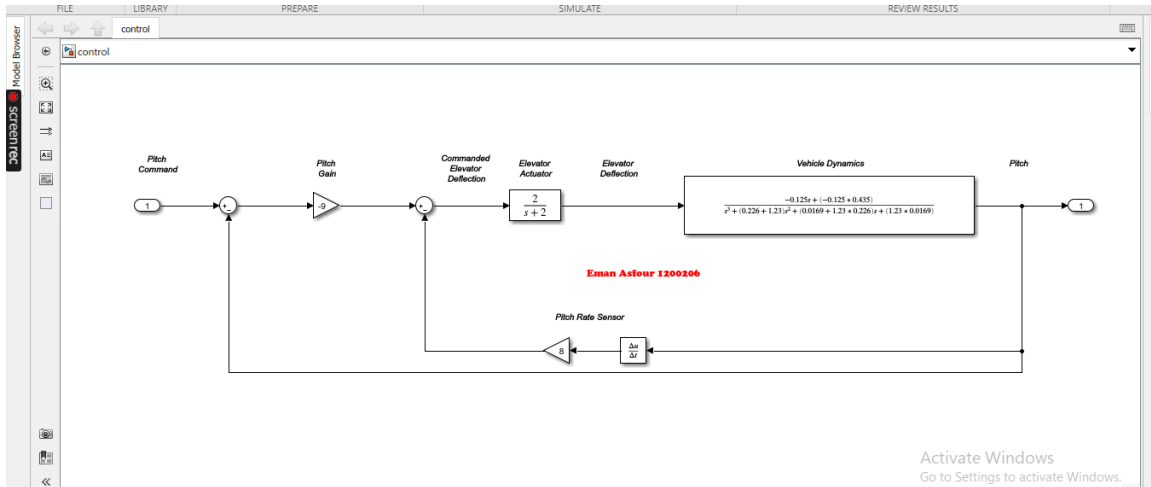 FILE LIBRARY PREPARE SIMULATE REVIEW RESULTS
control
control
Model Browser
screenrec
Pitch
Command
Pitch
Gain
Commanded
Elevator
Deflection
Elevator
Actuator
Elevator
Deflection
Vehicle Dynamics
Pitch
1
+
-
-9
+
-
2
s + 2
-0.125s + (-0.125 * 0.435)
s³ + (0.226 + 1.23)s² + (0.0169 + 1.23 * 0.226)s + (1.23 * 0.0169)
1
Eman Asfour 1200206
Pitch Rate Sensor
8
Δu
Δt
Activate Windows
Go to Settings to activate Windows.